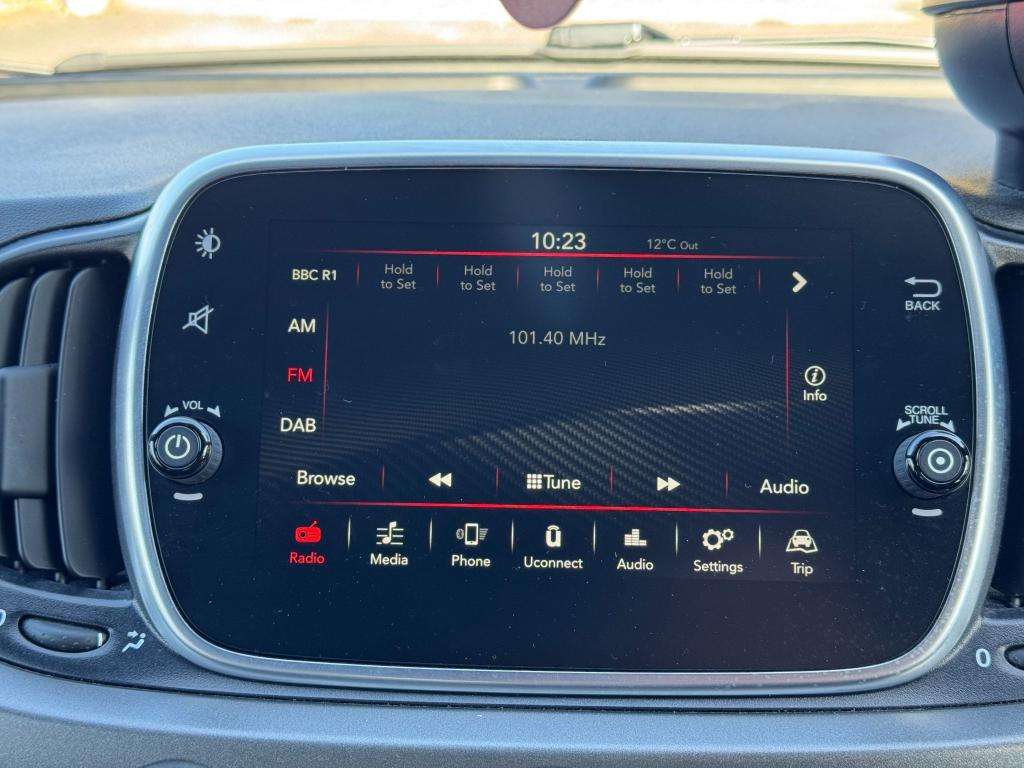 10:23
12°C Out
BBC R1
Hold
to Set
Hold
to Set
Hold
to Set
Hold
to Set
Hold
to Set
BACK
AM
101.40 MHz
FM
Info
VOL
SCROLL
TUNE
DAB
Browse
Tune
Audio
Radio
Media
Phone
Uconnect
Audio
Settings
Trip
0
0